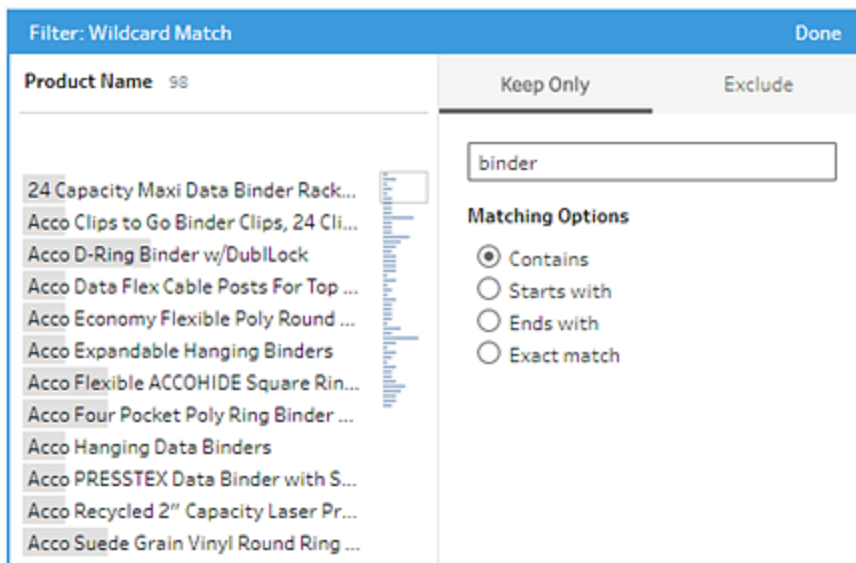 Filter: Wildcard Match
Done
Product Name 98
Keep Only
Exclude
24 Capacity Maxi Data Binder Rack...
Acco Clips to Go Binder Clips, 24 Cli...
Acco D-Ring Binder w/DublLock
Acco Data Flex Cable Posts For Top ...
Acco Economy Flexible Poly Round ...
Acco Expandable Hanging Binders
Acco Flexible ACCOHIDE Square Rin...
Acco Four Pocket Poly Ring Binder ...
Acco Hanging Data Binders
Acco PRESSTEX Data Binder with S...
Acco Recycled 2" Capacity Laser Pr...
Acco Suede Grain Vinyl Round Ring ...
binder
Matching Options
Contains
Starts with
Ends with
Exact match